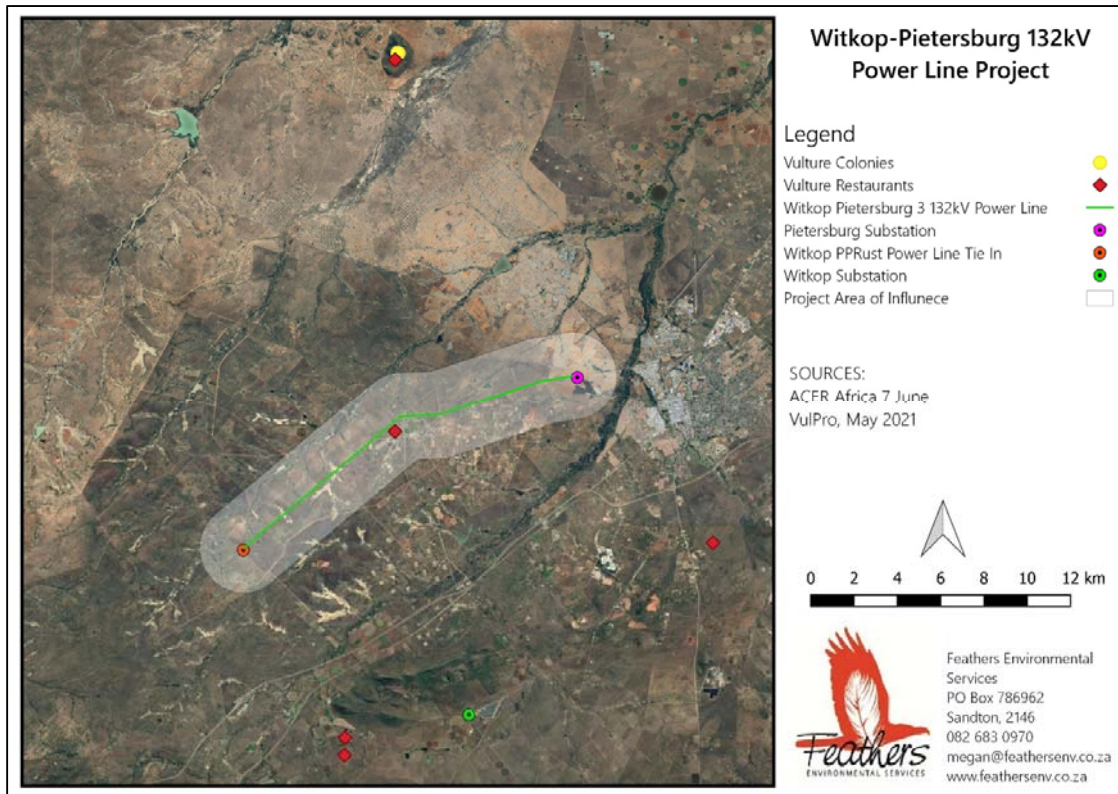 Witkop-Pietersburg 132kV
Power Line Project
Legend
Vulture Colonies
Vulture Restaurants
Witkop Pietersburg 3 132kV Power Line
Pietersburg Substation
Witkop PPRust Power Line Tie In
Witkop Substation
Project Area of Influnece
SOURCES:
ACER Africa 7 June
VulPro, May 2021
0 2 4 6 8 10 12 km
Feathers
ENVIRONMENTAL SERVICES
Feathers Environmental
Services
PO Box 786962
Sandton, 2146
082 683 0970
megan@feathersenv.co.za
www.feathersenv.co.za